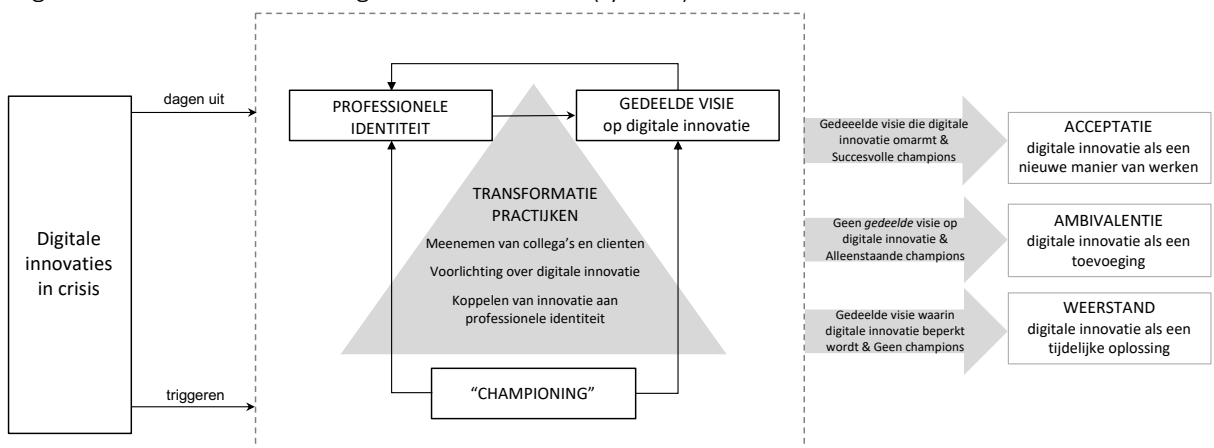 dagen uit
triggeren
Digitale
innovaties
in crisis
PROFESSIONELE
IDENTITEIT
GEDEELDE VISIE
op digitale innovatie
TRANSFORMATIE
PRACTIJKEN
Meenemen van collega's en clienten
Voorlichting over digitale innovatie
Koppelen van innovatie aan
professionele identiteit
“CHAMPIONING”
Gedeeelde visie die digitale
innovatie omarmt &
Succesvolle champions
ACCEPTATIE
digitale innovatie als een
nieuwe manier van werken
Geen gedeelde visie op
digitale innovatie &
Alleenstaande champions
AMBIVALENTIE
digitale innovatie als een
toevoeging
Gedeelde visie waarin
digitale innovatie beperkt
wordt & Geen champions
WEERSTAND
digitale innovatie als een
tijdelijke oplossing